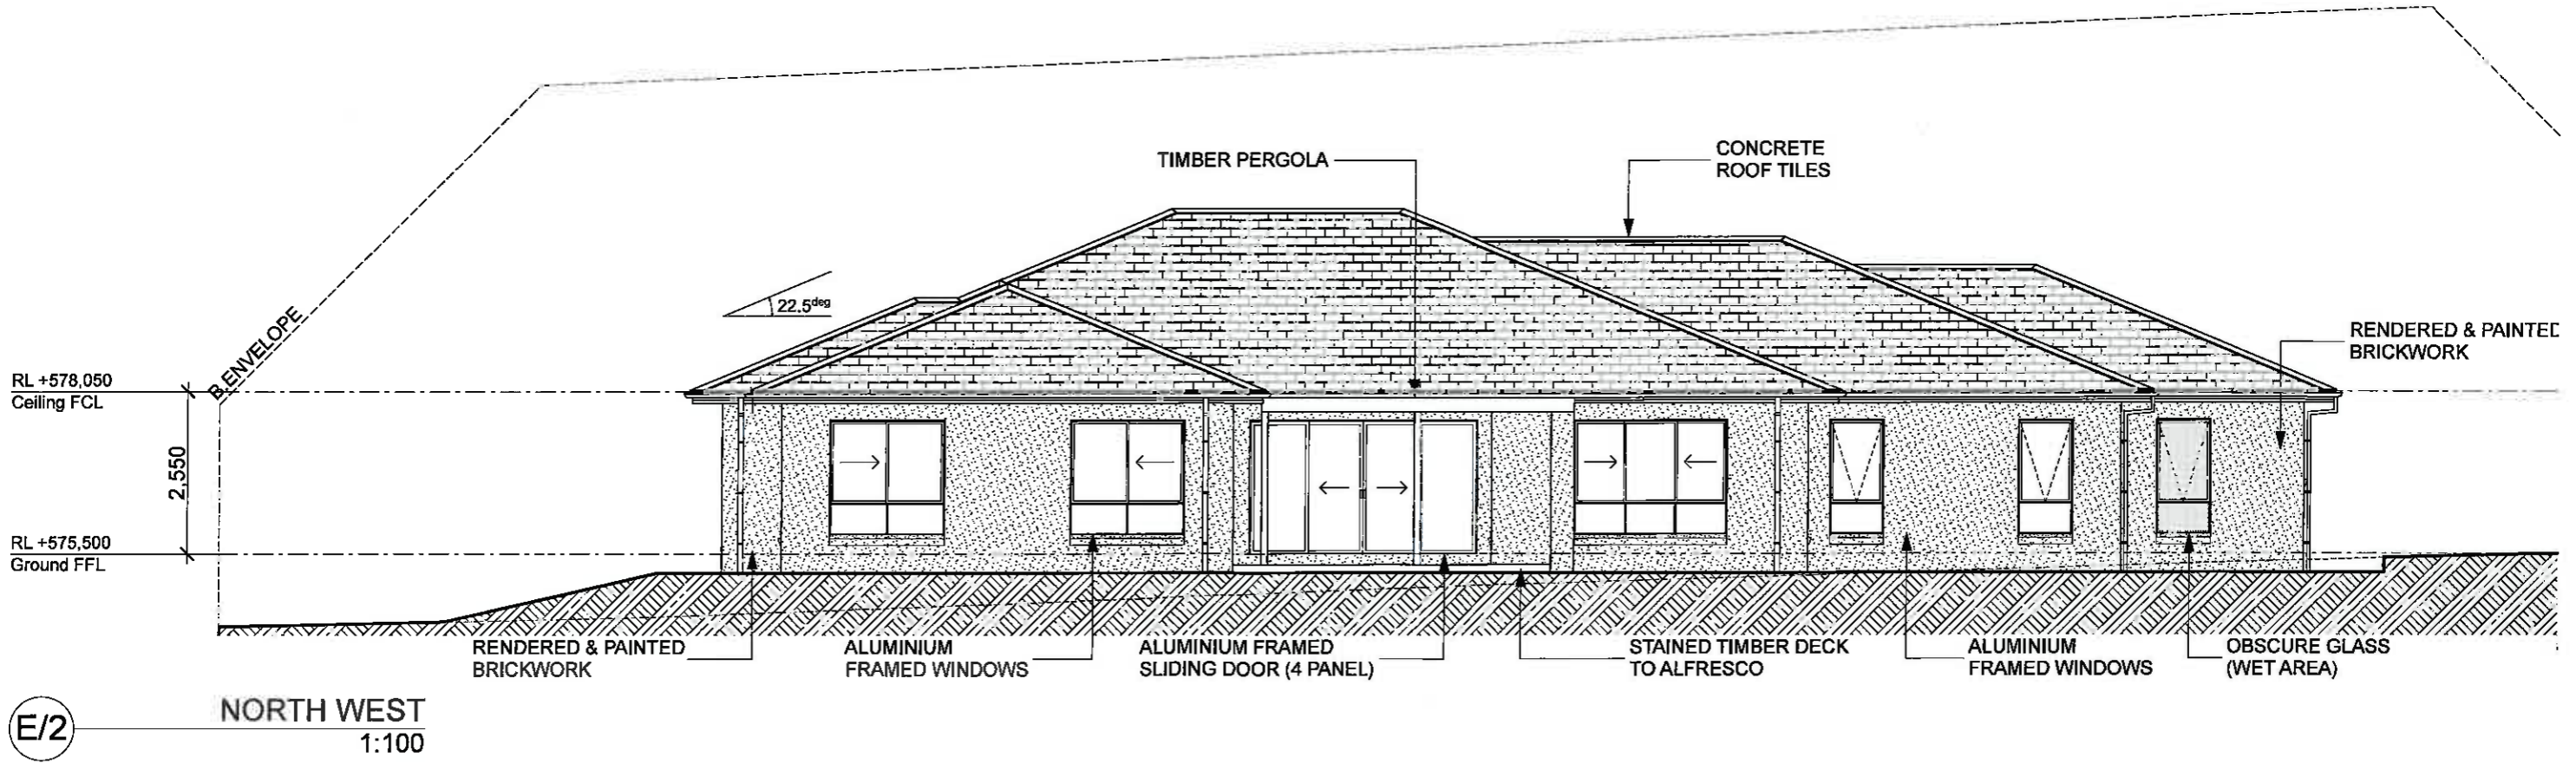 TIMBER PERGOLA
CONCRETE
ROOF TILES
22.5deg
B.ENVELOPE
RENDERED & PAINTED
BRICKWORK
RL +578,050
Ceiling FCL
2,550
RL +575,500
Ground FFL
RENDERED & PAINTED
BRICKWORK
ALUMINIUM
FRAMED WINDOWS
ALUMINIUM FRAMED
SLIDING DOOR (4 PANEL)
STAINED TIMBER DECK
TO ALFRESCO
ALUMINIUM
FRAMED WINDOWS
OBSCURE GLASS
(WET AREA)
E/2
NORTH WEST
1:100